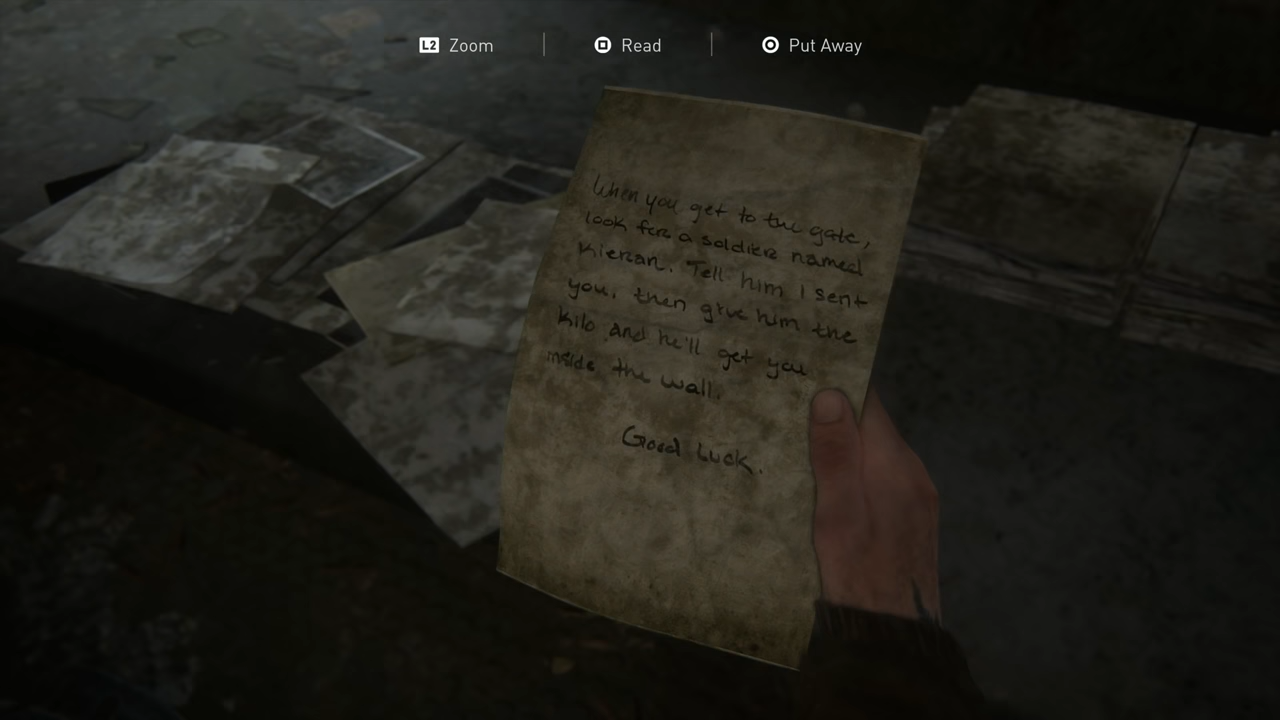 L2 Zoom | Read | Put Away
When you get to the gate,
look for a soldier named
Kieran. Tell him I sent
you, then give him the
kilo and he'll get you
inside the wall.
Good Luck.